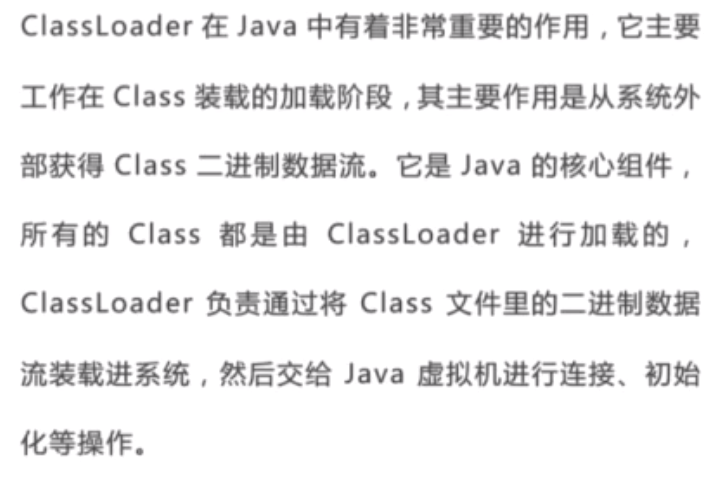 ClassLoader 在 Java 中有着非常重要的作用，它主要
工作在 Class 装载的加载阶段，其主要作用是从系统外
部获得 Class 二进制数据流。它是 Java 的核心组件，
所有的 Class 都是由 ClassLoader 进行加载的，
ClassLoader 负责通过将 Class 文件里的二进制数据
流装载进系统，然后交给 Java 虚拟机进行连接、初始
化等操作。